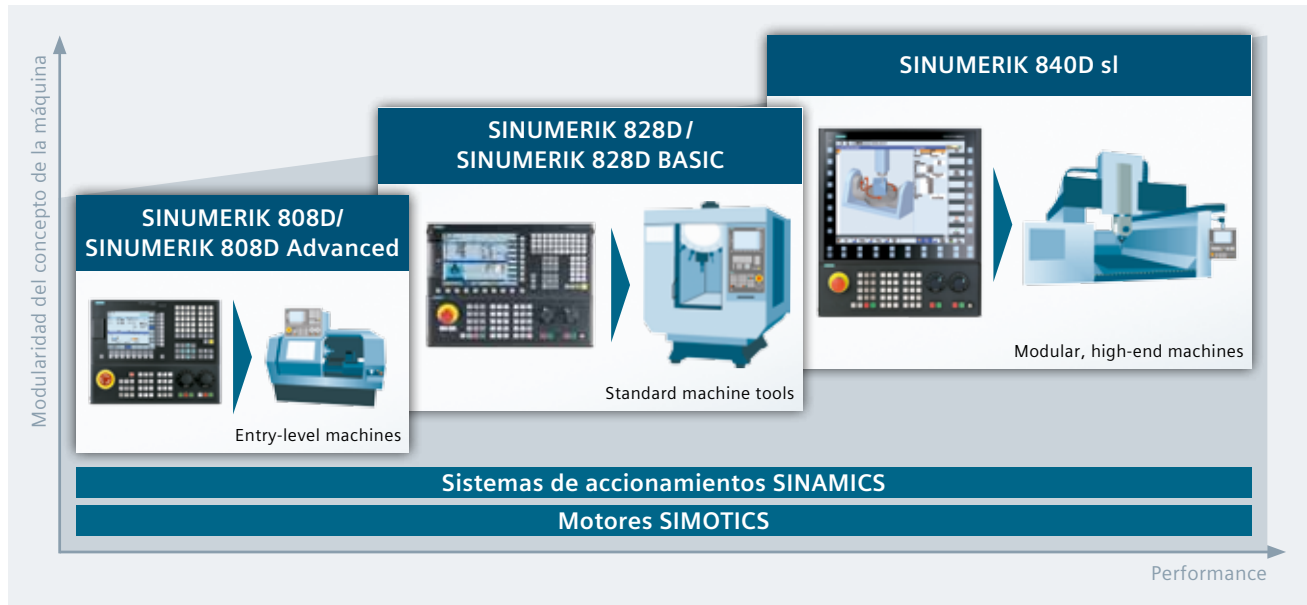 Modularidad del concepto de la máquina
SINUMERIK 808D/
SINUMERIK 808D Advanced
Entry-level machines
SINUMERIK 828D/
SINUMERIK 828D BASIC
Standard machine tools
SINUMERIK 840D sl
Modular, high-end machines
Sistemas de accionamientos SINAMICS
Motores SIMOTICS
Performance